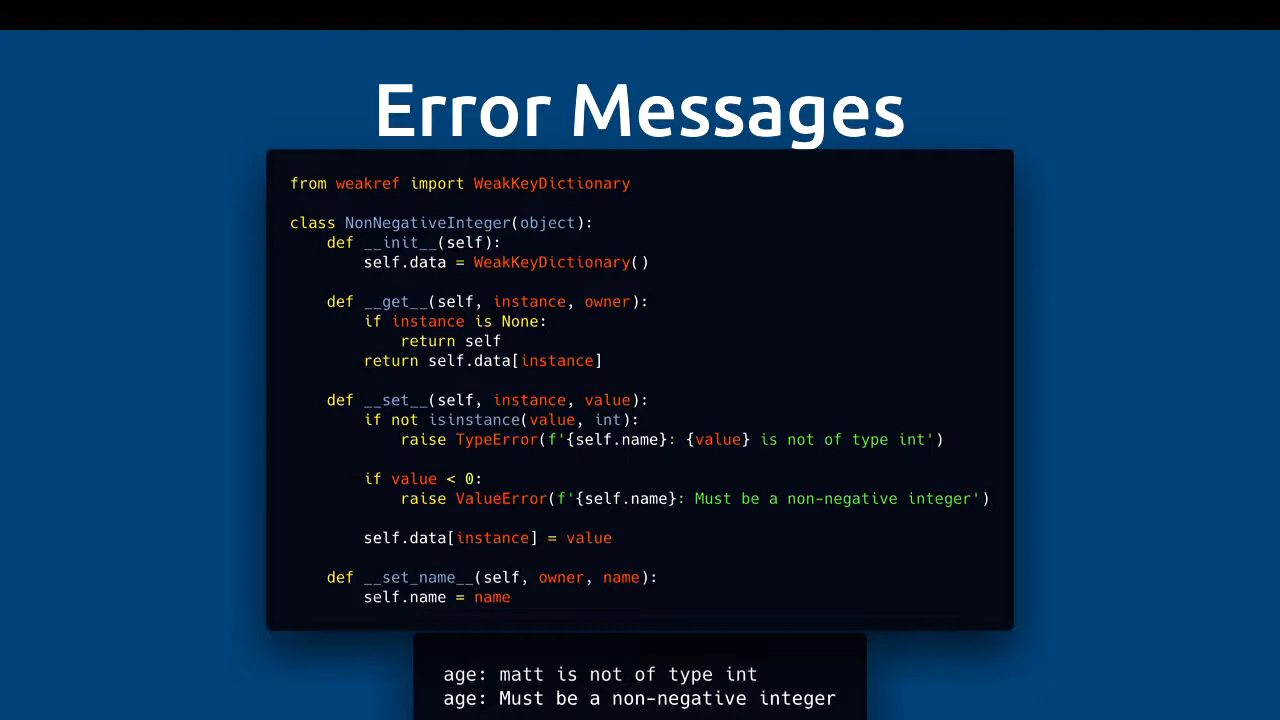 Error Messages
from weakref import WeakKeyDictionary
class NonNegativeInteger(object):
    def __init__(self):
        self.data = WeakKeyDictionary()
    def __get__(self, instance, owner):
        if instance is None:
            return self
        return self.data[instance]
    def __set__(self, instance, value):
        if not isinstance(value, int):
            raise TypeError(f'{self.name}: {value} is not of type int')
        if value < 0:
            raise ValueError(f'{self.name}: Must be a non-negative integer')
        self.data[instance] = value
    def __set_name__(self, owner, name):
        self.name = name
age: matt is not of type int
age: Must be a non-negative integer